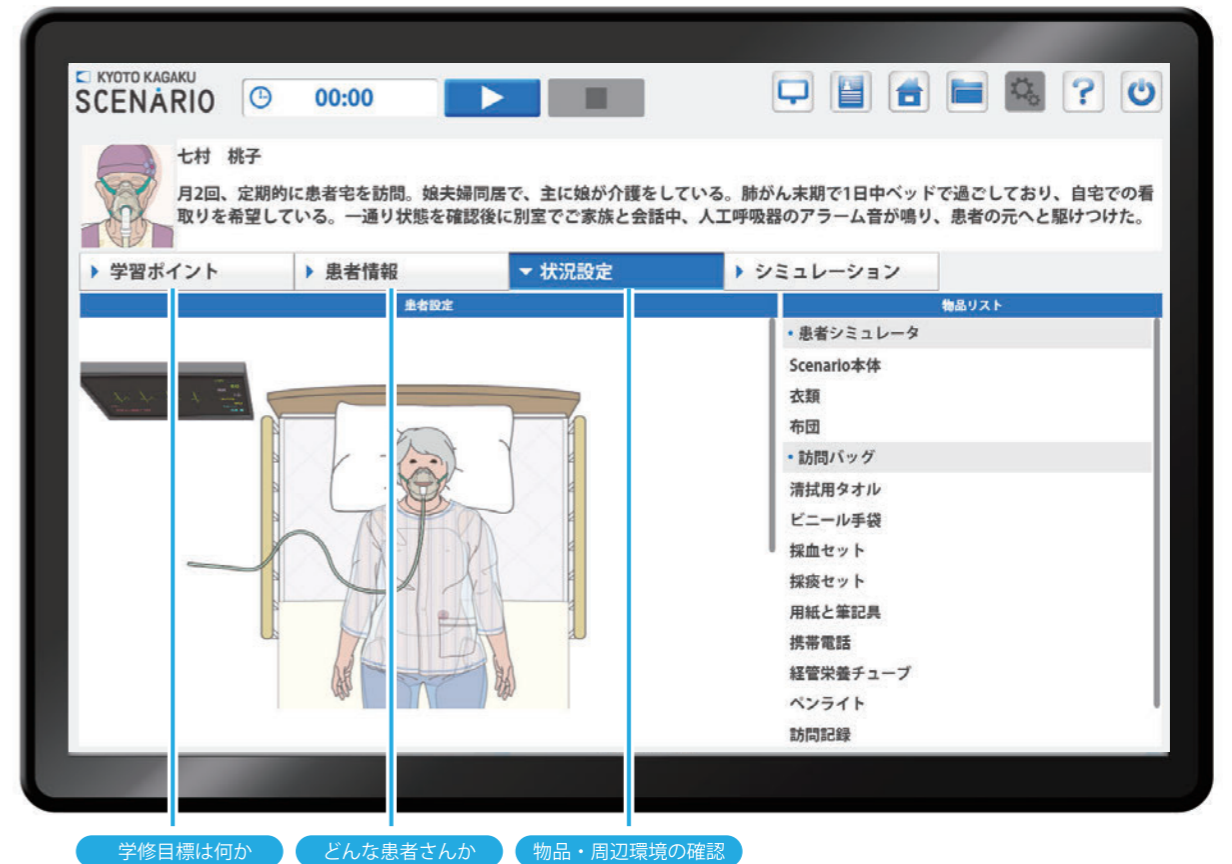 KYOTO KAGAKU
SCENARIO
00:00
七村 桃子
月2回、定期的に患者宅を訪問。娘夫婦同居で、主に娘が介護をしている。肺がん末期で1日中ベッドで過ごしており、自宅での看
取りを希望している。一通り状態を確認後に別室でご家族と会話中、人工呼吸器のアラーム音が鳴り、患者の元へと駆けつけた。
学習ポイント
患者情報
状況設定
シミュレーション
患者設定
物品リスト
・患者シミュレータ
Scenario本体
衣類
布団
・訪問バッグ
清拭用タオル
ビニール手袋
採血セット
採痰セット
用紙と筆記具
携帯電話
経管栄養チューブ
ペンライト
訪問記録
学修目標は何か
どんな患者さんか
物品・周辺環境の確認